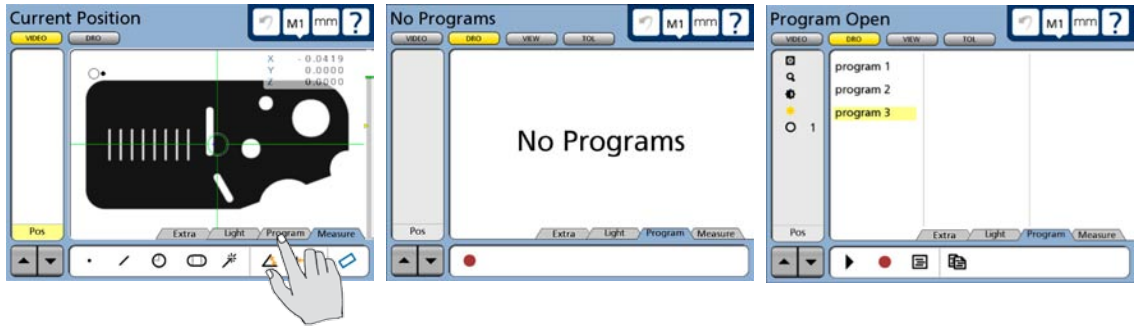 Current Position
M1 mm ?
VIDEO DRO
X - 0.0419
Y 0.0000
Z 0.0000
Pos
Extra Light Program Measure
No Programs
M1 mm ?
VIDEO DRO VIEW TOL
No Programs
Pos
Extra Light Program Measure
Program Open
M1 mm ?
VIDEO DRO VIEW TOL
program 1
program 2
program 3
1
Pos
Extra Light Program Measure